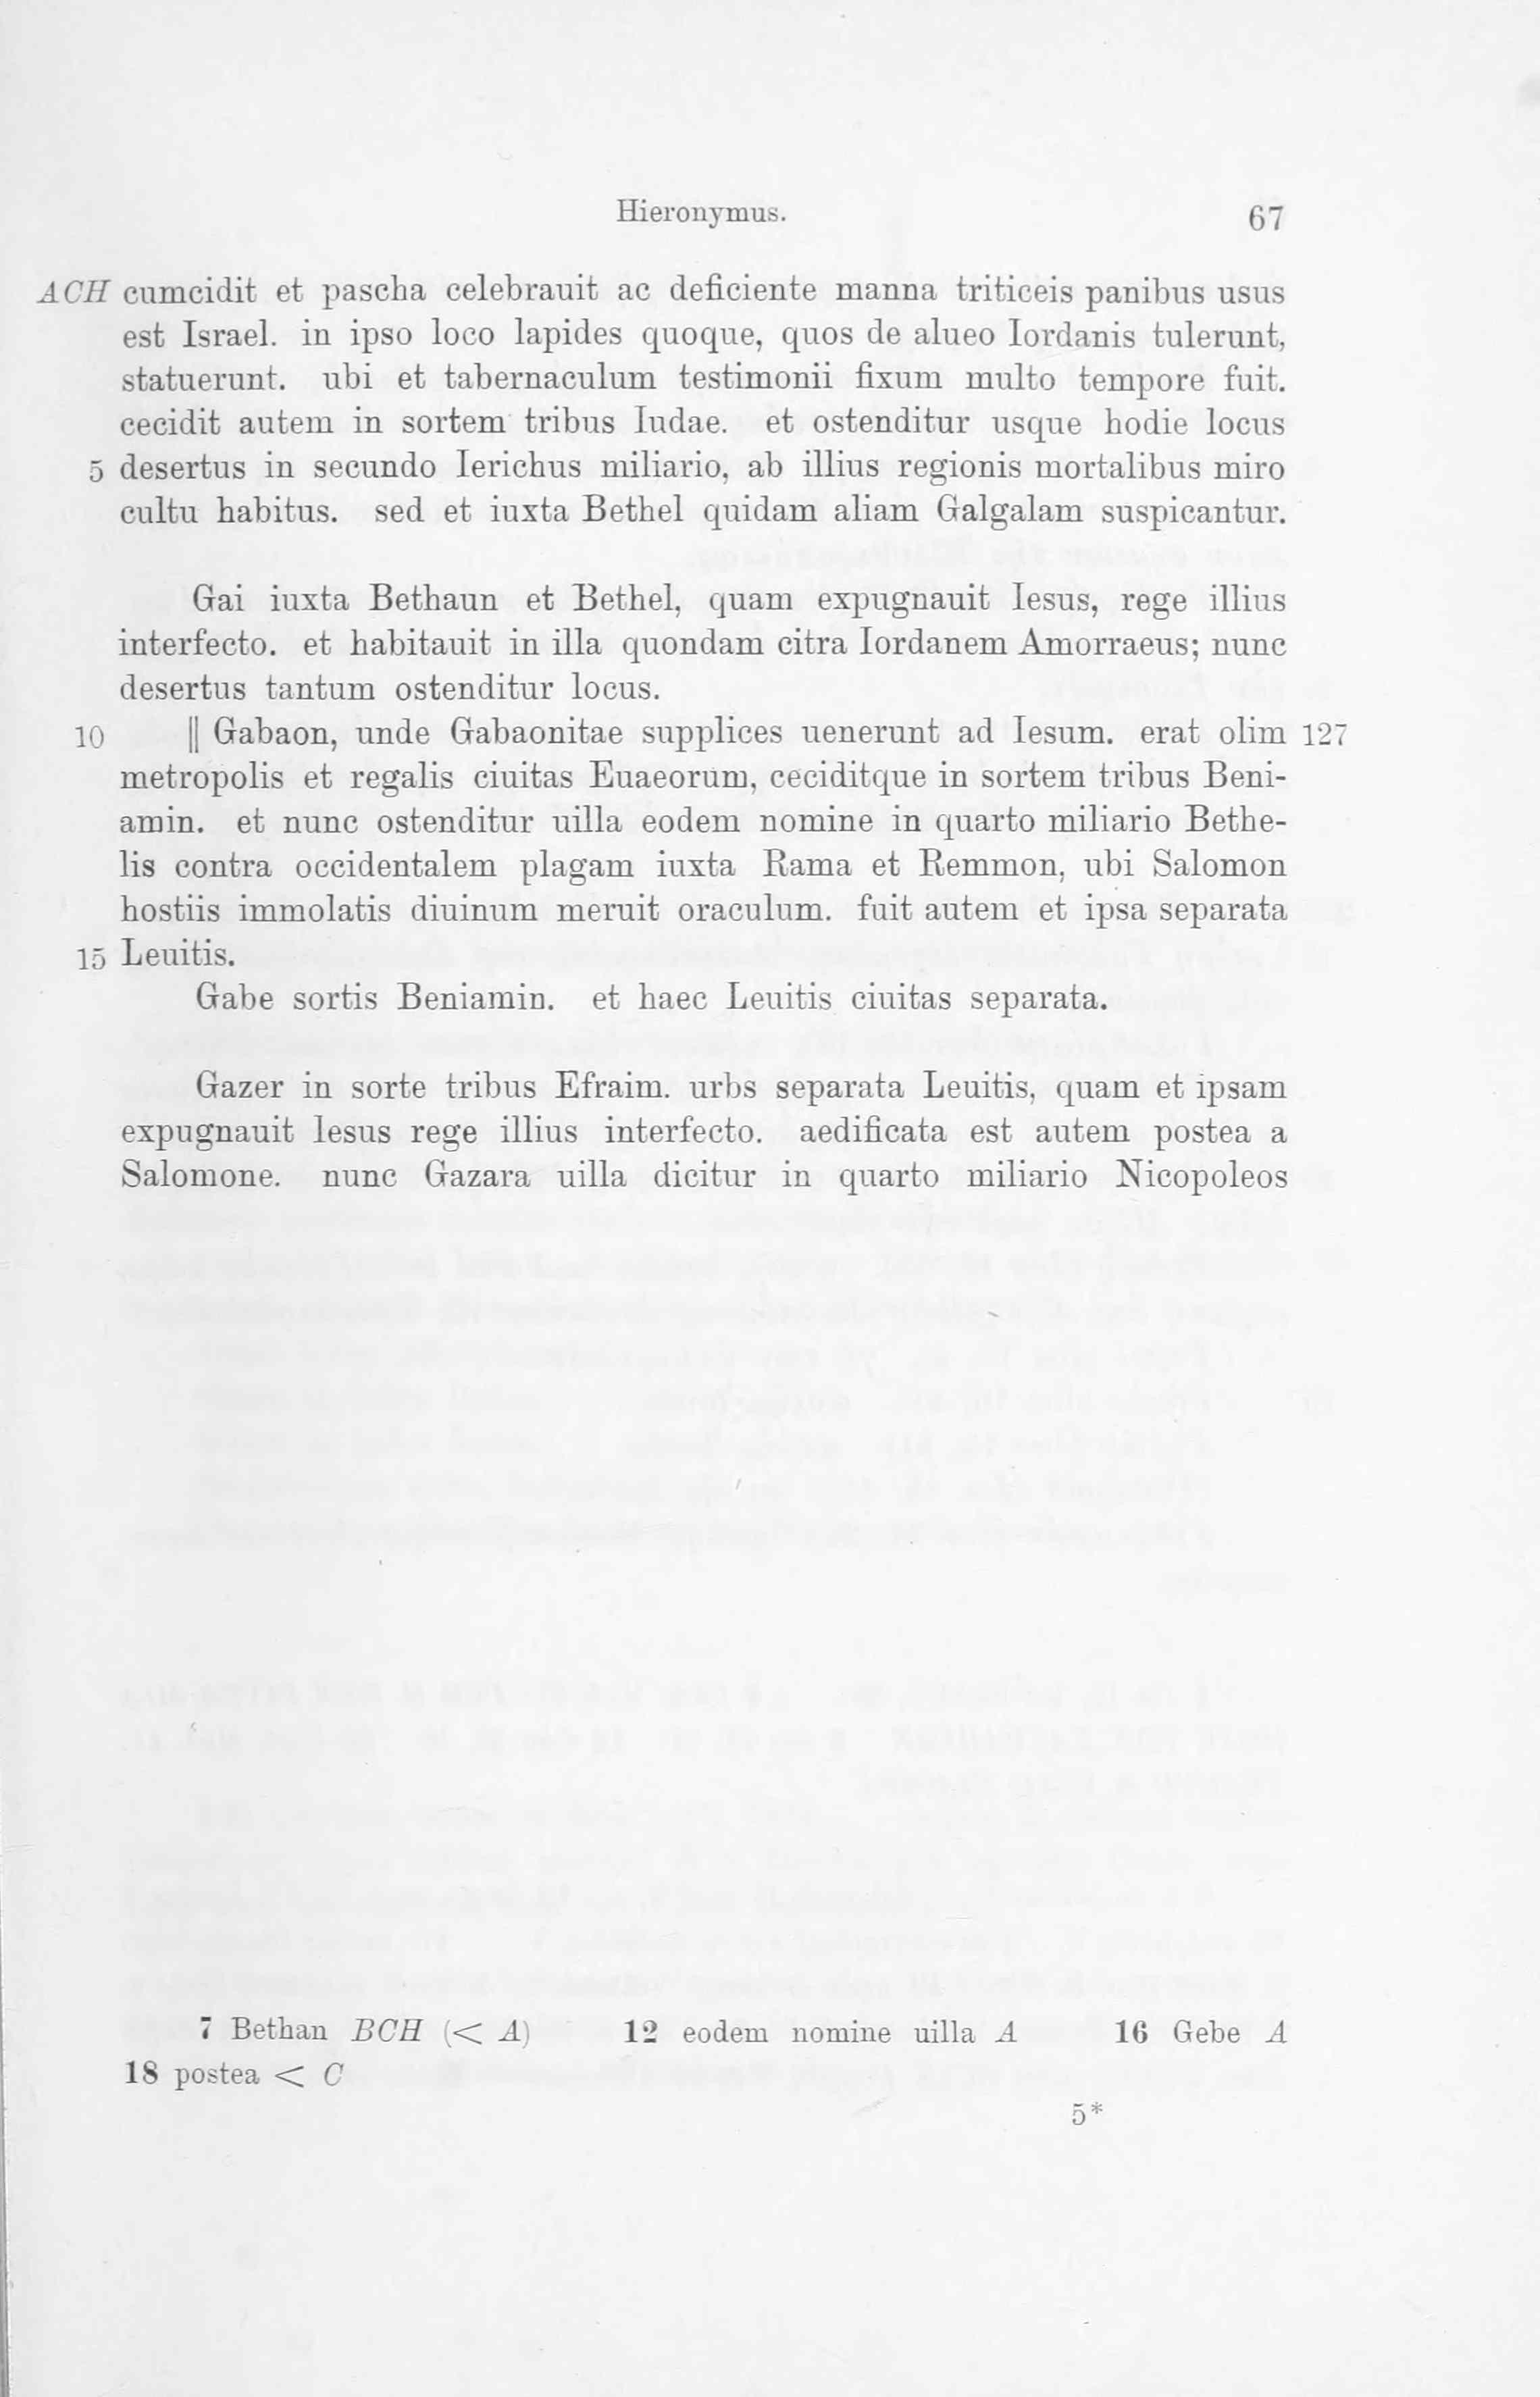 Hieronymus. 67
ACH cumcidit et pascha celebrauit ac deficiente manna triticeis panibus usus
est Israel. in ipso loco lapides quoque, quos de alueo Iordanis tulerunt,
statuerunt. ubi et tabernaculum testimonii fixum multo tempore fuit.
cecidit autem in sortem tribus Iudae. et ostenditur usque hodie locus
5 desertus in secundo Ierichus miliario, ab illius regionis mortalibus miro
cultu habitus. sed et iuxta Bethel quidam aliam Galgalam suspicantur.
Gai iuxta Bethaun et Bethel, quam expugnauit Iesus, rege illius
interfecto. et habitauit in illa quondam citra Iordanem Amorraeus; nunc
desertus tantum ostenditur locus.
10 || Gabaon, unde Gabaonitae supplices uenerunt ad Iesum. erat olim 127
metropolis et regalis ciuitas Euaeorum, ceciditque in sortem tribus Beni-
amin. et nunc ostenditur uilla eodem nomine in quarto miliario Bethe-
lis contra occidentalem plagam iuxta Rama et Remmon, ubi Salomon
hostiis immolatis diuinum meruit oraculum. fuit autem et ipsa separata
15 Leuitis.
Gabe sortis Beniamin. et haec Leuitis ciuitas separata.
Gazer in sorte tribus Efraim. urbs separata Leuitis, quam et ipsam
expugnauit Iesus rege illius interfecto. aedificata est autem postea a
Salomone. nunc Gazara uilla dicitur in quarto miliario Nicopoleos
7 Bethan BCH (< A) 12 eodem nomine uilla A 16 Gebe A
18 postea < C
5*